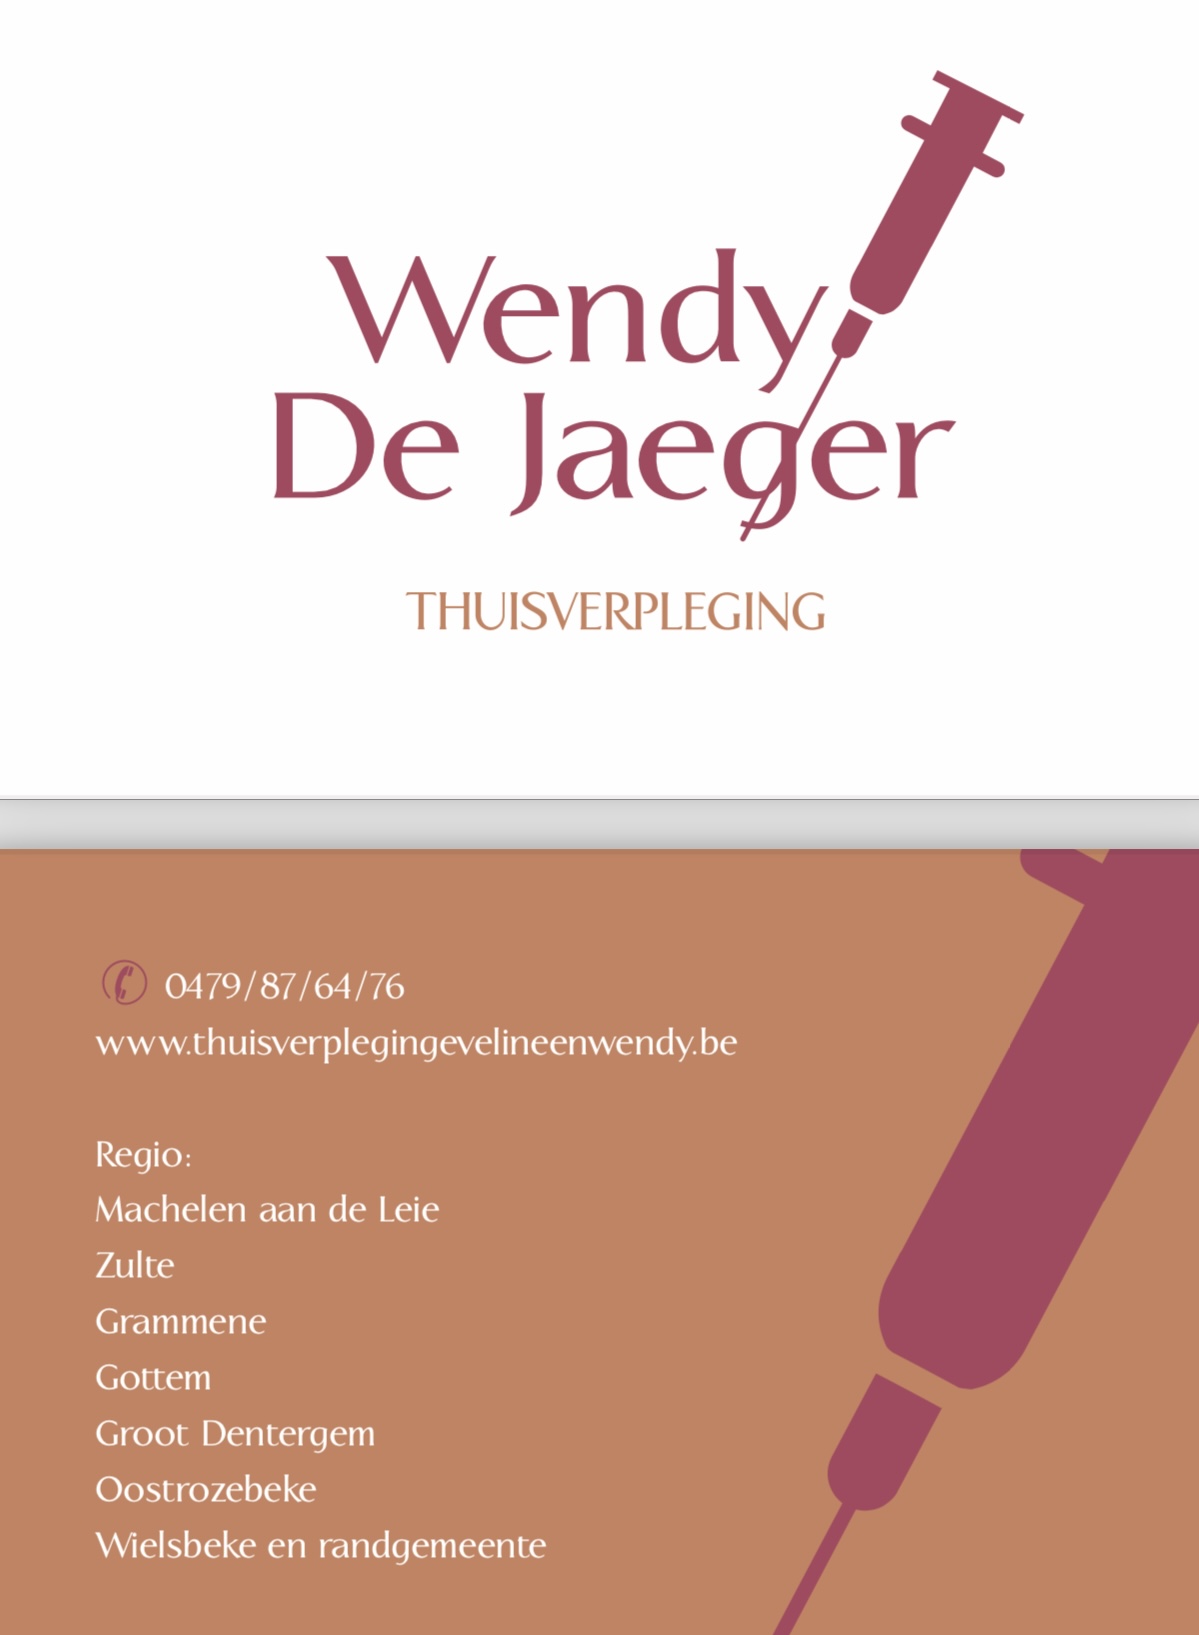 Wendy
De Jaeger
THUISVERPLEGING
0479/87/64/76
www.thuisverplegingevelineenwendy.be
Regio:
Machelen aan de Leie
Zulte
Grammene
Gottem
Groot Dentergem
Oostrozebeke
Wielsbeke en randgemeente